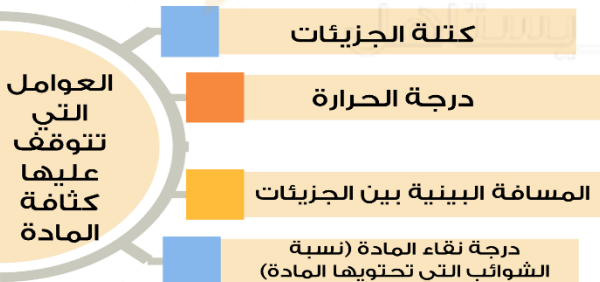 العوامل
التي
تتوقف
عليها
كثافة
المادة
كتلة الجزيئات
درجة الحرارة
المسافة البينية بين الجزيئات
درجة نقاء المادة (نسبة
الشوائب التى تحتويها المادة)